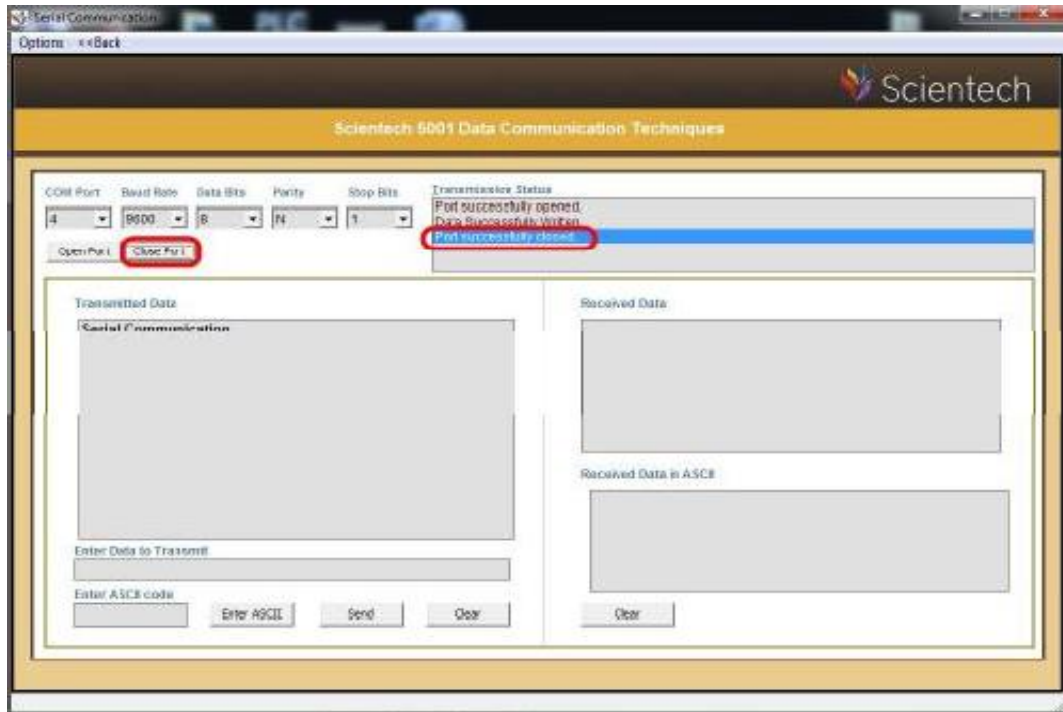 Serial Communication
Options <<Back
Scientech
Scientech 5001 Data Communication Techniques
COM Port Baud Rate Data Bits Parity Stop Bits
4 9600 8 N 1
Open Port Close Port
Transmission Status
Port successfully opened
Data Successfully Written
Port successfully closed
Transmitted Data
Serial Communication
Enter Data to Transmit
Enter ASCII code
Enter ASCII Send Clear
Received Data
Received Data in ASCII
Clear